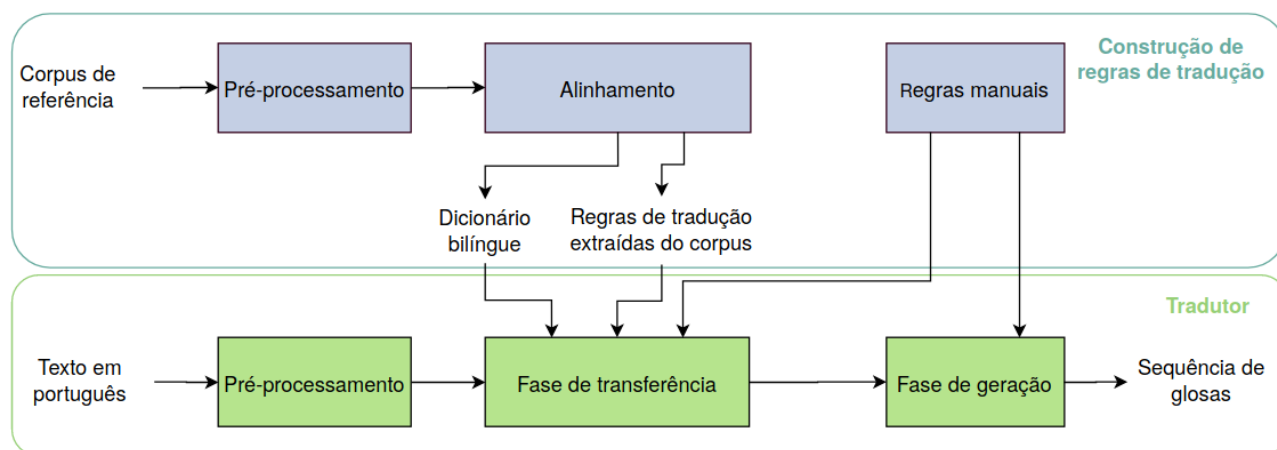 Construção de
regras de tradução
Corpus de
referência
Pré-processamento
Alinhamento
Regras manuais
Dicionário
bilíngue
Regras de tradução
extraídas do corpus
Tradutor
Texto em
português
Pré-processamento
Fase de transferência
Fase de geração
Sequência de
glosas